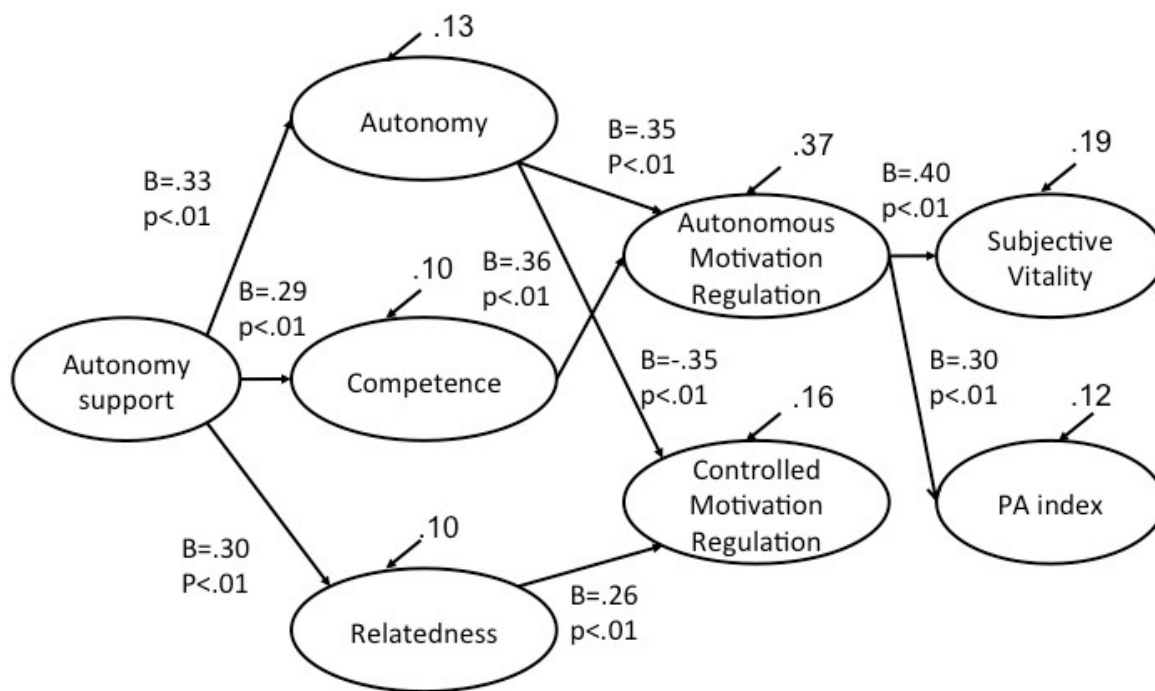 .13
Autonomy
B=.33
p<.01
B=.35
P<.01
.37
B=.40
p<.01
.19
Autonomous
Motivation
Regulation
Subjective
Vitality
B=.29
p<.01
.10
B=.36
p<.01
Autonomy
support
Competence
B=-.35
p<.01
.16
B=.30
p<.01
.12
Controlled
Motivation
Regulation
PA index
B=.30
P<.01
.10
Relatedness
B=.26
p<.01